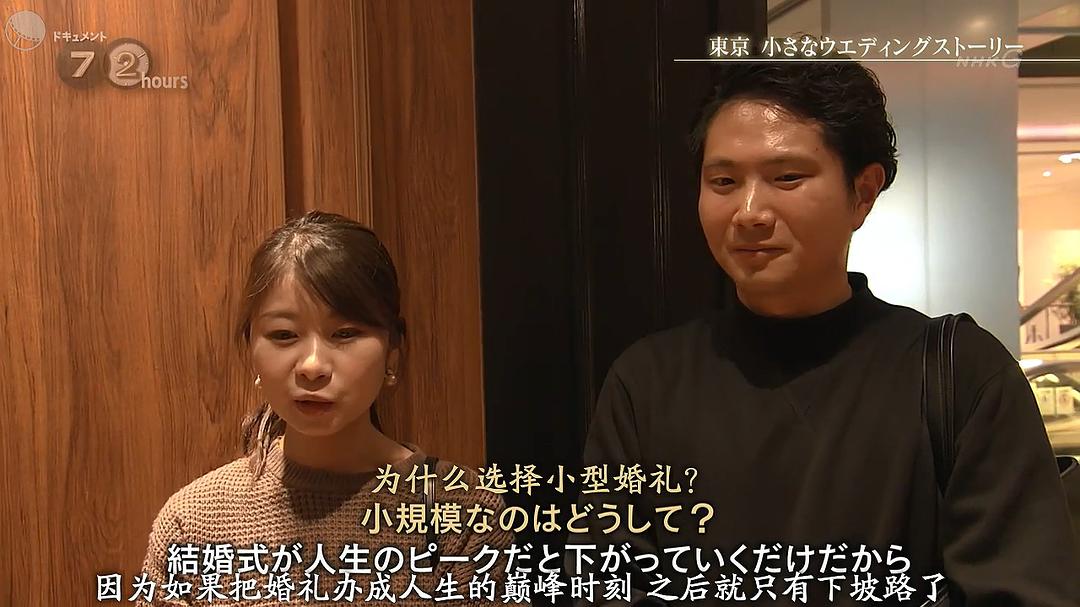 ドキュメント
72
hours
東京 小さなウエディングストーリー
NHKG
为什么选择小型婚礼?
小規模なのはどうして?
結婚式が人生のピークだと下がっていくだけだから
因为如果把婚礼办成人生的巅峰时刻 之后就只有下坡路了